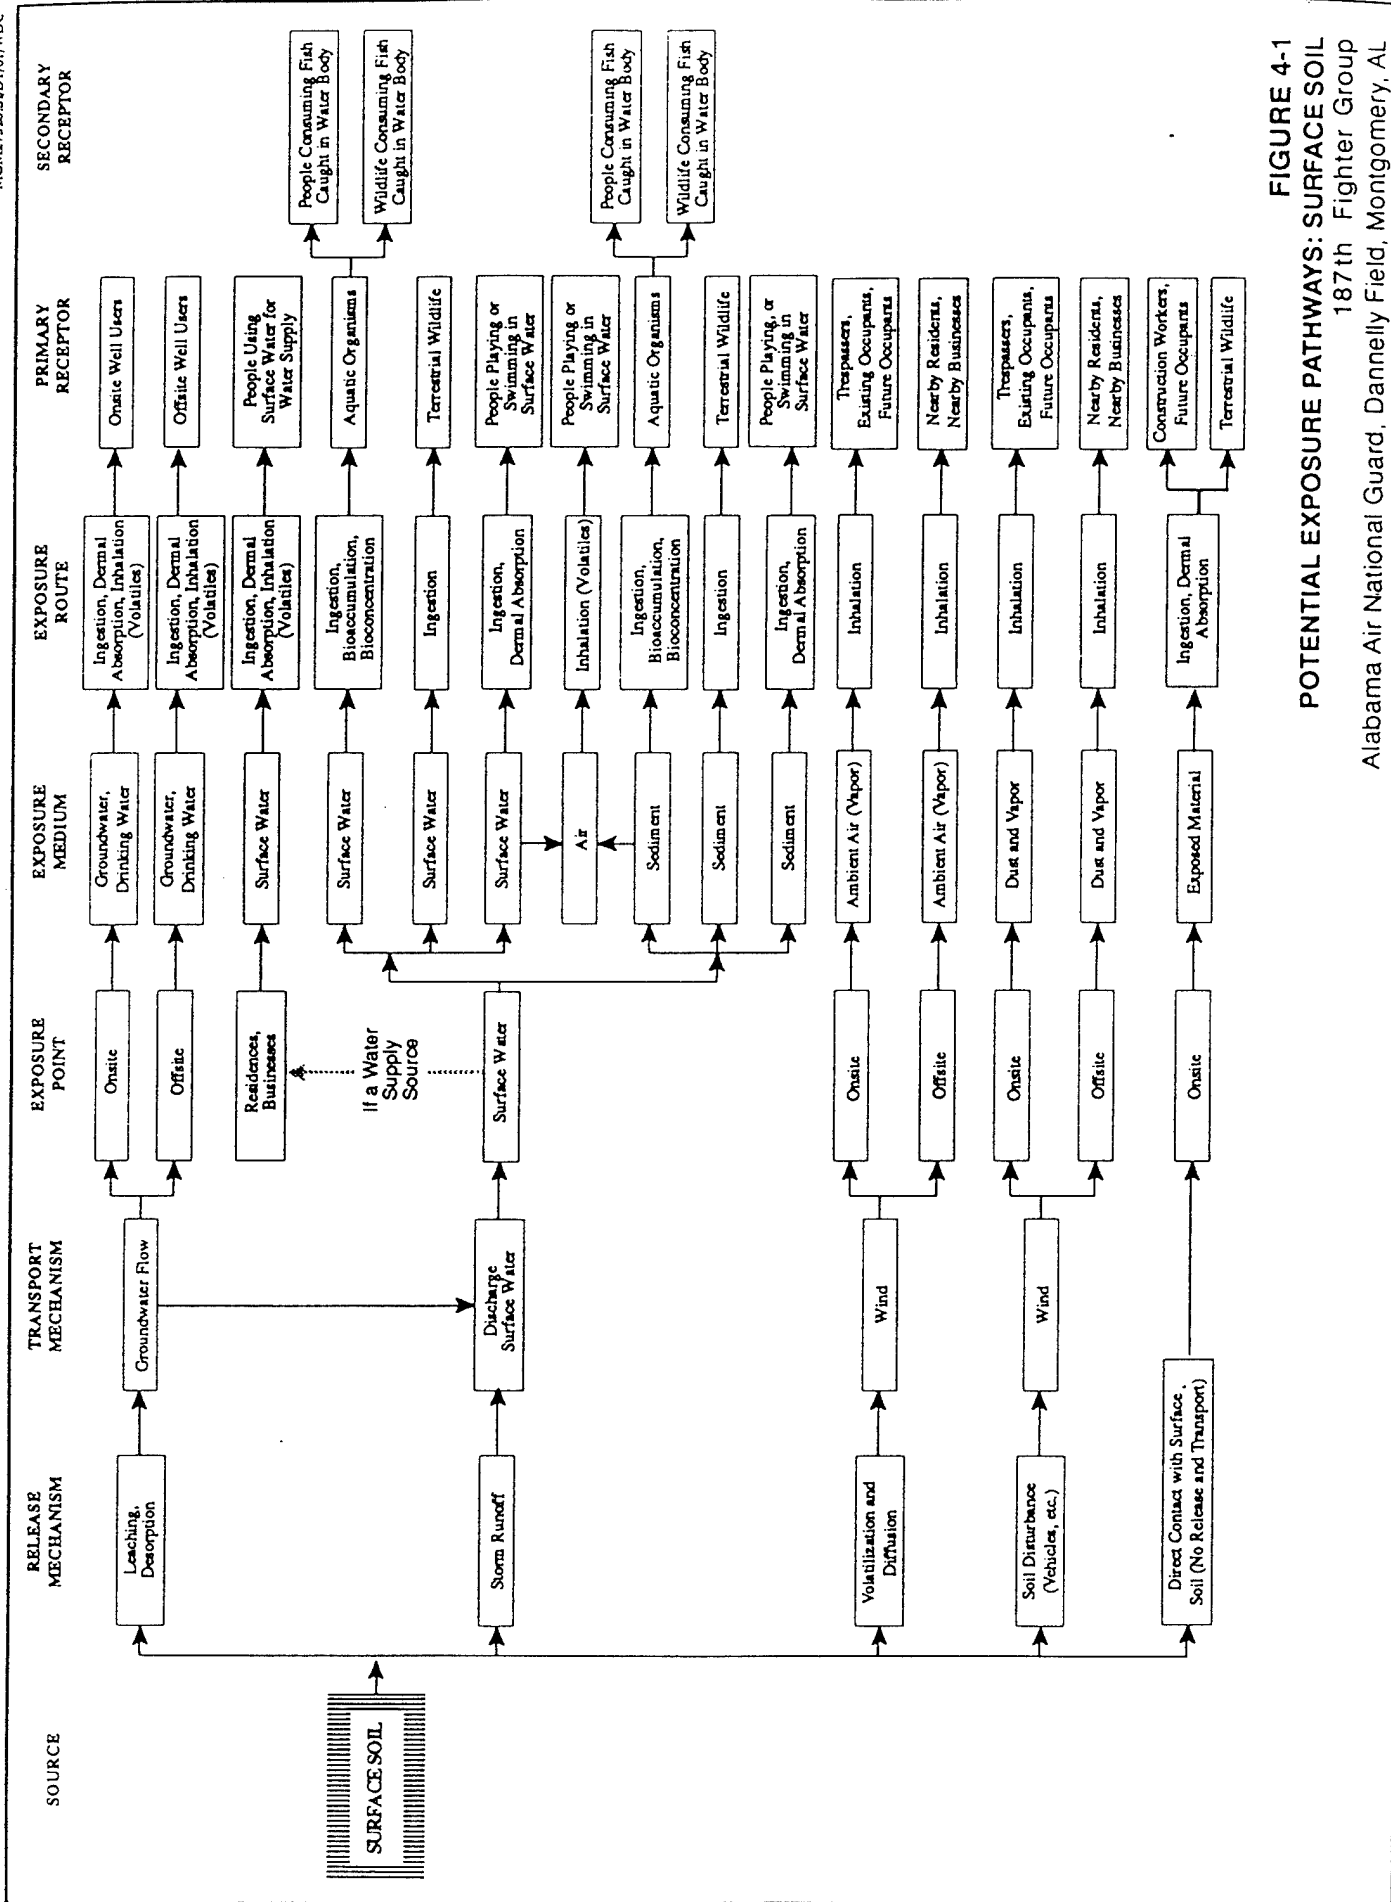 SOURCE
RELEASE
MECHANISM
TRANSPORT
MECHANISM
EXPOSURE
POINT
EXPOSURE
MEDIUM
EXPOSURE
ROUTE
PRIMARY
RECEPTOR
SECONDARY
RECEPTOR
SURFACE SOIL
Leaching,
Desorption
Groundwater Flow
Onsite
Groundwater,
Drinking Water
Ingestion, Dermal
Absorption, Inhalation
(Volatiles)
Onsite Well Users
Offsite
Groundwater,
Drinking Water
Ingestion, Dermal
Absorption, Inhalation
(Volatiles)
Offsite Well Users
Residences,
Businesses
Surface Water
Ingestion, Dermal
Absorption, Inhalation
(Volatiles)
People Using
Surface Water for
Water Supply
If a Water
Supply
Source
Storm Runoff
Discharge
Surface Water
Surface Water
Surface Water
Ingestion,
Bioaccumulation,
Bioconcentration
Aquatic Organisms
People Consuming Fish
Caught in Water Body
Wildlife Consuming Fish
Caught in Water Body
Surface Water
Ingestion
Terrestrial Wildlife
Surface Water
Ingestion,
Dermal Absorption
People Playing or
Swimming in
Surface Water
Air
Inhalation (Volatiles)
People Playing or
Swimming in
Surface Water
Sediment
Ingestion,
Bioaccumulation,
Bioconcentration
Aquatic Organisms
People Consuming Fish
Caught in Water Body
Wildlife Consuming Fish
Caught in Water Body
Sediment
Ingestion
Terrestrial Wildlife
Sediment
Ingestion,
Dermal Absorption
People Playing, or
Swimming in
Surface Water
Volatilization and
Diffusion
Wind
Onsite
Ambient Air (Vapor)
Inhalation
Trespassers,
Existing Occupants,
Future Occupants
Offsite
Ambient Air (Vapor)
Inhalation
Nearby Residents,
Nearby Businesses
Soil Disturbance
(Vehicles, etc.)
Wind
Onsite
Dust and Vapor
Inhalation
Trespassers,
Existing Occupants,
Future Occupants
Offsite
Dust and Vapor
Inhalation
Nearby Residents,
Nearby Businesses
Direct Contact with Surface
Soil (No Release and Transport)
Onsite
Exposed Material
Ingestion, Dermal
Absorption
Construction Workers,
Future Occupants
Terrestrial Wildlife
FIGURE 4-1
POTENTIAL EXPOSURE PATHWAYS: SURFACE SOIL
187th Fighter Group
Alabama Air National Guard, Dannelly Field, Montgomery, AL